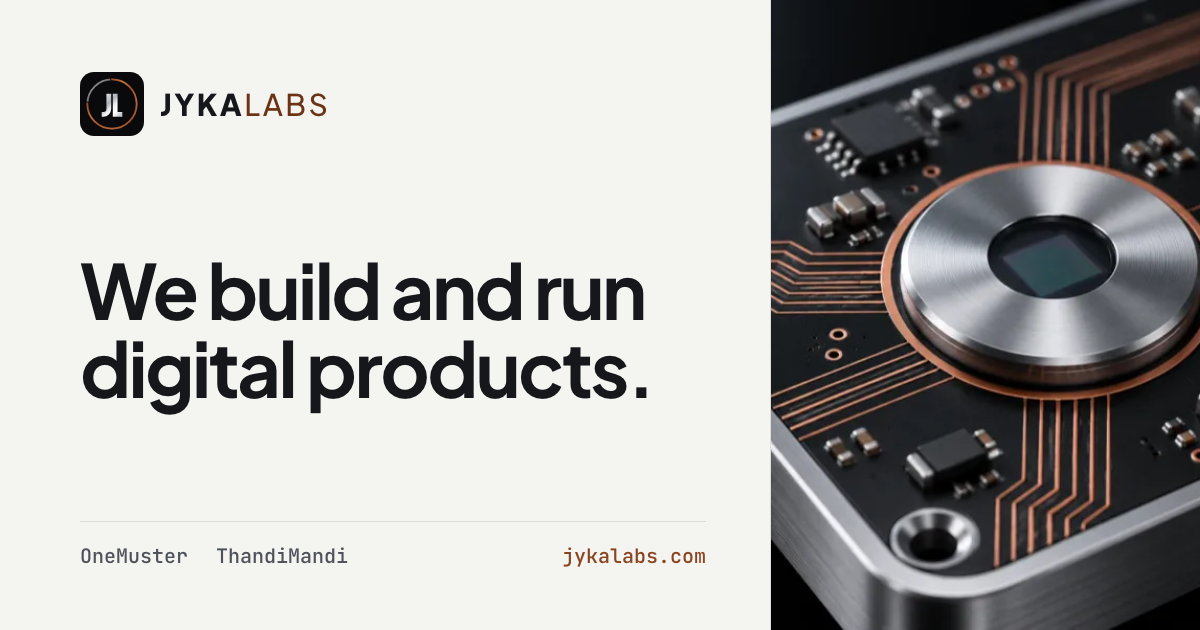 JL JYKALABS
We build and run
digital products.
OneMuster ThandiMandi jykalabs.com